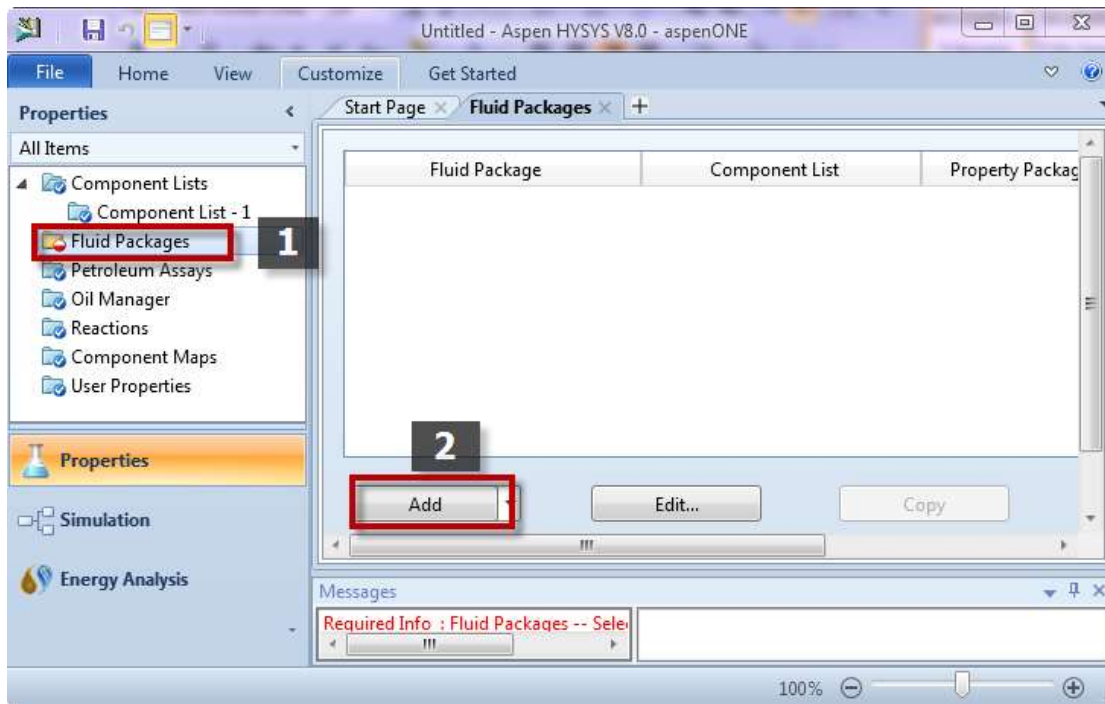 Untitled - Aspen HYSYS V8.0 - aspenONE
File Home View Customize Get Started
Properties
Start Page Fluid Packages
All Items
Fluid Package Component List Property Packag
Component Lists
Component List - 1
Fluid Packages
1
Petroleum Assays
Oil Manager
Reactions
Component Maps
User Properties
2
Properties
Add Edit... Copy
Simulation
Energy Analysis
Messages
Required Info : Fluid Packages -- Sele
100%